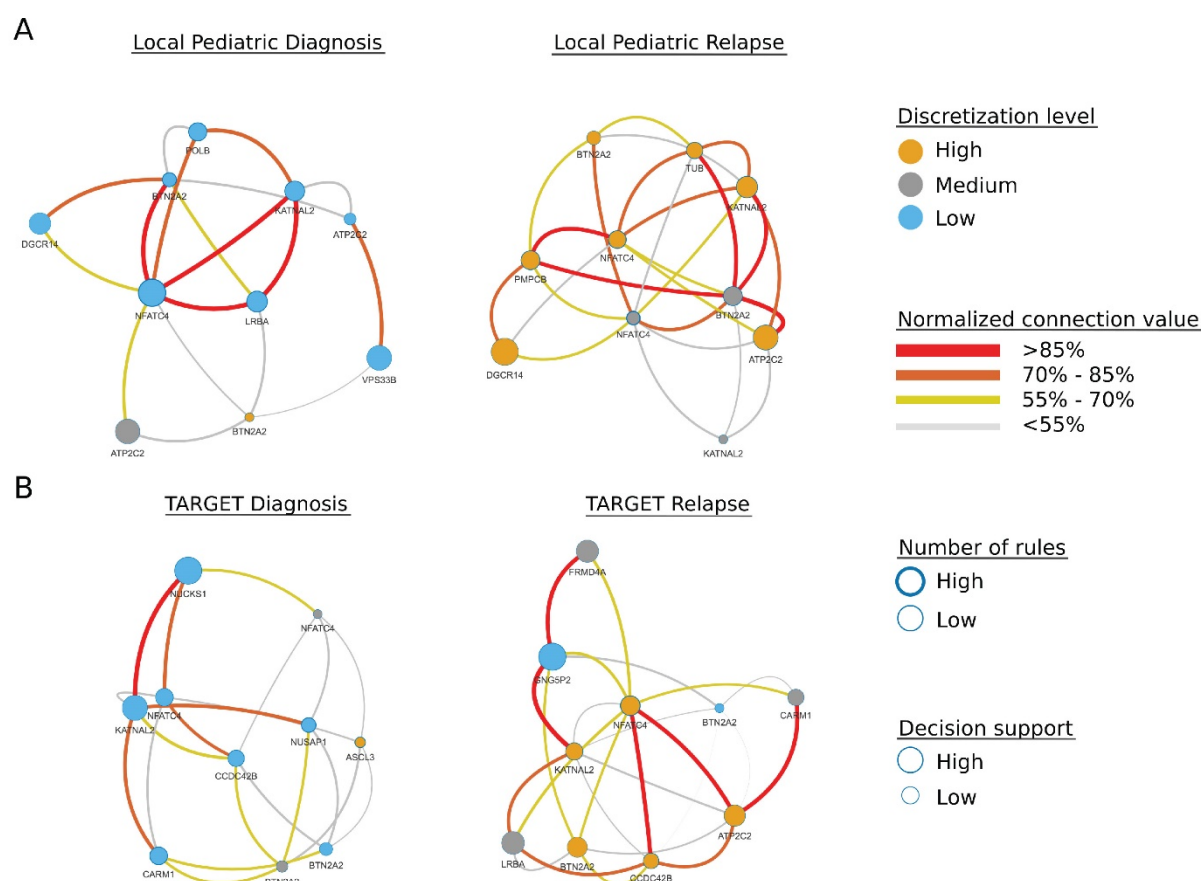 A
Local Pediatric Diagnosis
Local Pediatric Relapse
POLB
BTN2A2
KATNAL2
ATP2C2
DGCR14
NFATC4
LRBA
VPS33B
BTN2A2
ATP2C2
BTN2A2
TUB
KATNAL2
NFATC4
PMPCB
BTN2A2
NFATC4
ATP2C2
DGCR14
KATNAL2
Discretization level
High
Medium
Low
Normalized connection value
>85%
70% - 85%
55% - 70%
<55%
B
TARGET Diagnosis
TARGET Relapse
NUCKS1
NFATC4
NFATC4
KATNAL2
NUSAP1
ASCL3
CCDC42B
BTN2A2
CARM1
FRMD4A
BTN2A2
CARM1
NFATC4
KATNAL2
ATP2C2
LRBA
BTN2A2
CCDC42B
Number of rules
High
Low
Decision support
High
Low